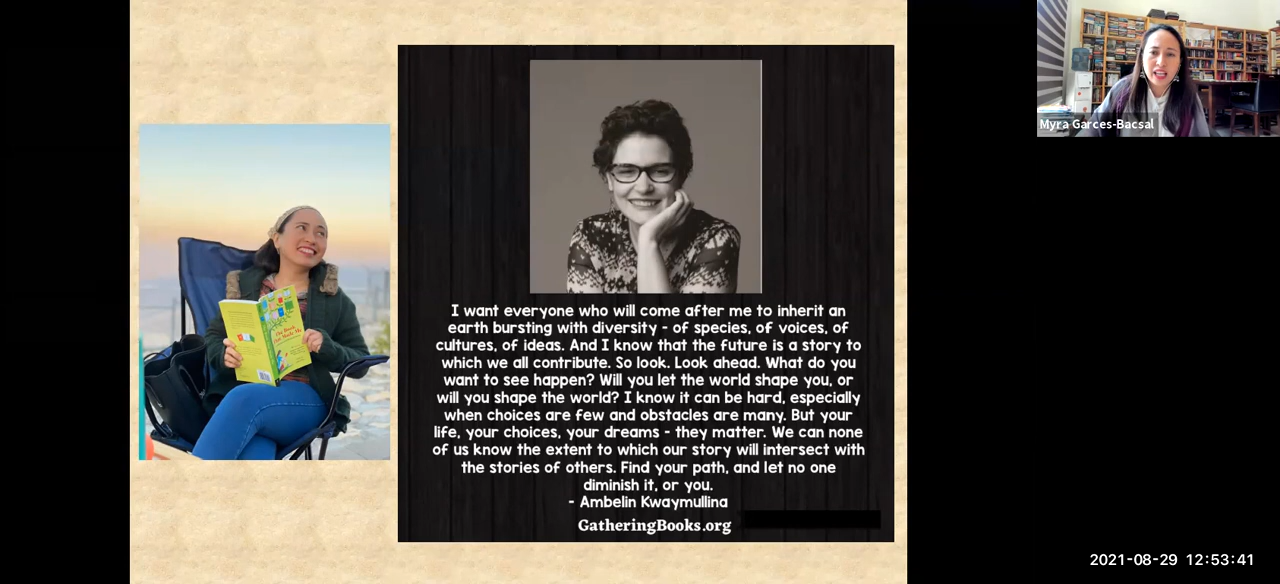 I want everyone who will come after me to inherit an
earth bursting with diversity - of species, of voices, of
cultures, of ideas. And I know that the future is a story to
which we all contribute. So look. Look ahead. What do you
want to see happen? Will you let the world shape you, or
will you shape the world? I know it can be hard, especially
when choices are few and obstacles are many. But your
life, your choices, your dreams - they matter. We can none
of us know the extent to which our story will intersect with
the stories of others. Find your path, and let no one
diminish it, or you.
- Ambelin Kwaymullina
GatheringBooks.org
Myra Garces-Bacsal
2021-08-29 12:53:41